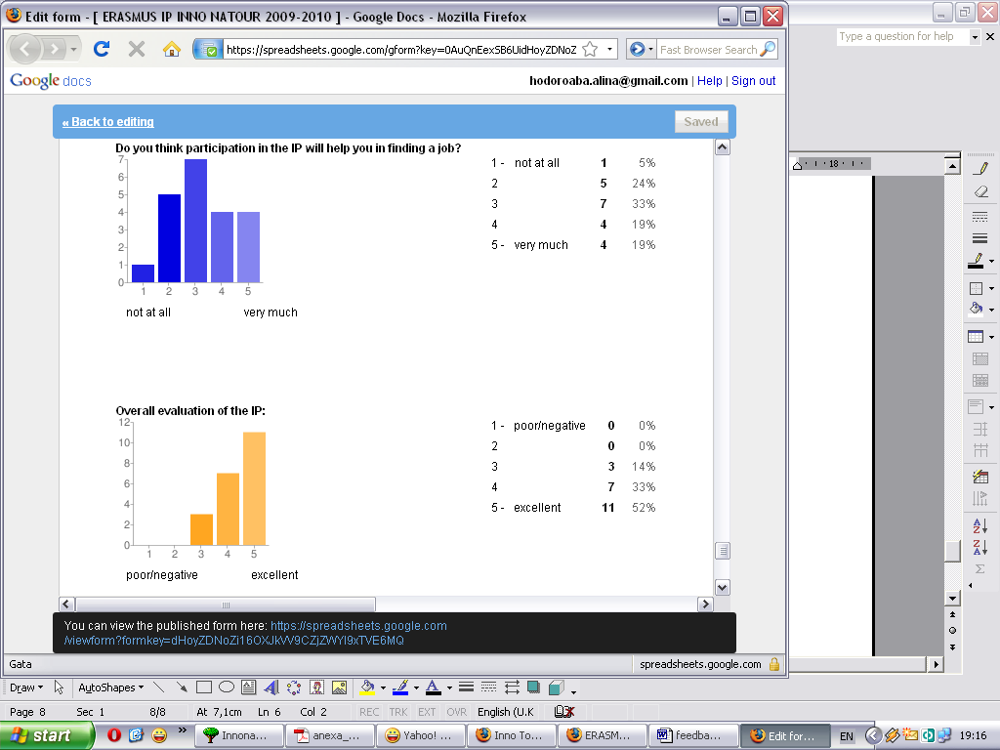 Edit form - [ ERASMUS IP INNO NATOUR 2009-2010 ] - Google Docs - Mozilla Firefox
Type a question for help
https://spreadsheets.google.com/gform?key=0AuQnEexSB6UidHoyZDNoZ
Fast Browser Search
Google docs
hodoroaba.alina@gmail.com | Help | Sign out
« Back to editing
Saved
Do you think participation in the IP will help you in finding a job?
7
6
5
4
3
2
1
0
1 2 3 4 5
not at all very much
1 - not at all 1 5%
2 5 24%
3 7 33%
4 4 19%
5 - very much 4 19%
18
Overall evaluation of the IP:
12
10
8
6
4
2
0
1 2 3 4 5
poor/negative excellent
1 - poor/negative 0 0%
2 0 0%
3 3 14%
4 7 33%
5 - excellent 11 52%
You can view the published form here: https://spreadsheets.google.com
Gata
spreadsheets.google.com
Draw AutoShapes
Page 8 Sec 1 8/8 At 7,1cm Ln 6 Col 2 REC TRK EXT OVR English (U.K
start
Innona...
anexa_...
Yahoo! ...
Inno To...
ERASM...
feedba...
Edit for...
EN
19:16